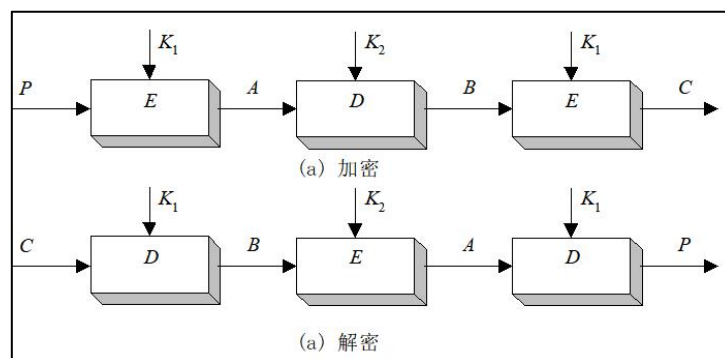 K₁ K₂ K₁
P A B C
E D E
(a) 加密
K₁ K₂ K₁
C B A P
D E D
(a) 解密